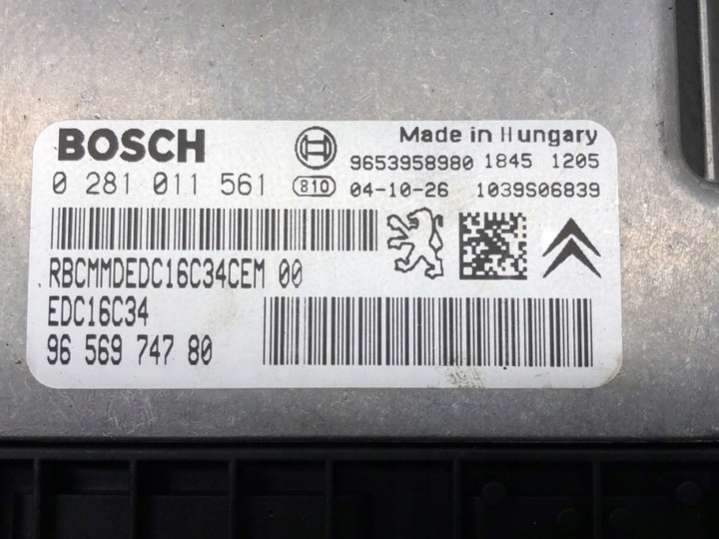 BOSCH Made in Hungary
9653958980 1845 1205
0 281 011 561 810 04-10-26 1039S06839
RBCMMDEDC16C34CEM 00
EDC16C34
96 569 747 80